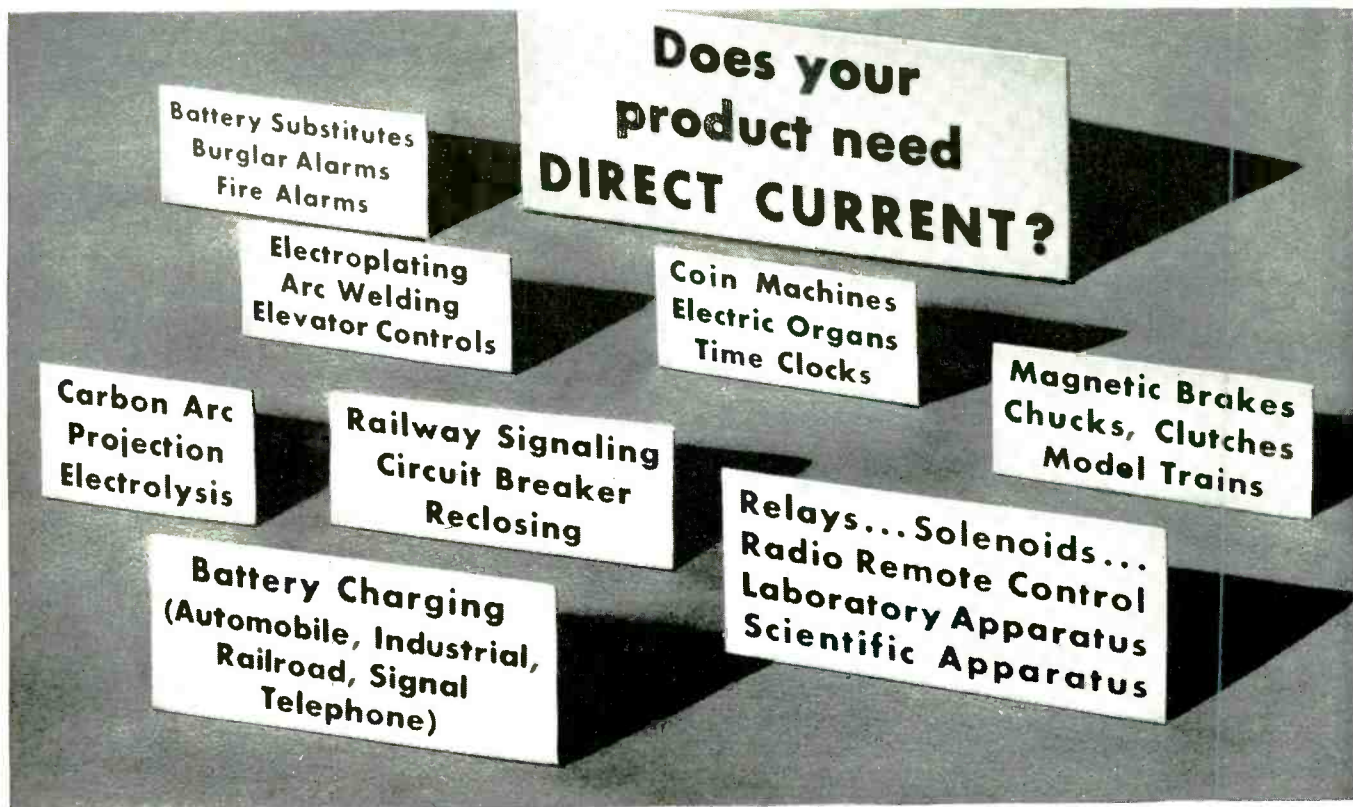 Does your
product need
DIRECT CURRENT?
Battery Substitutes
Burglar Alarms
Fire Alarms
Electroplating
Arc Welding
Elevator Controls
Coin Machines
Electric Organs
Time Clocks
Magnetic Brakes
Chucks, Clutches
Model Trains
Carbon Arc
Projection
Electrolysis
Railway Signaling
Circuit Breaker
Reclosing
Relays...Solenoids...
Radio Remote Control
Laboratory Apparatus
Scientific Apparatus
Battery Charging
(Automobile, Industrial,
Railroad, Signal
Telephone)